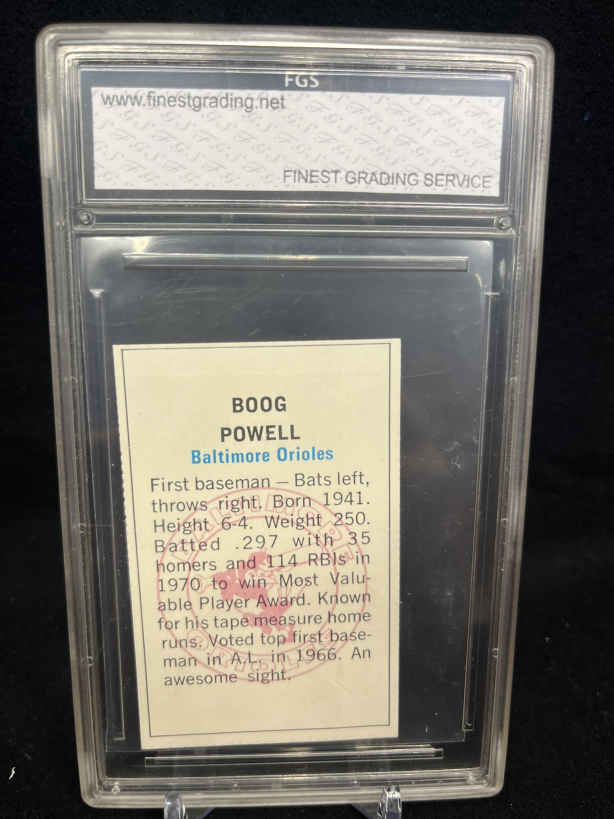 FGS
www.finestgrading.net
FINEST GRADING SERVICE
BOOG
POWELL
Baltimore Orioles
First baseman — Bats left,
throws right. Born 1941.
Height 6-4. Weight 250.
Batted .297 with 35
homers and 114 RBIs in
1970 to win Most Valu-
able Player Award. Known
for his tape measure home
runs. Voted top first base-
man in A.L. in 1966. An
awesome sight.